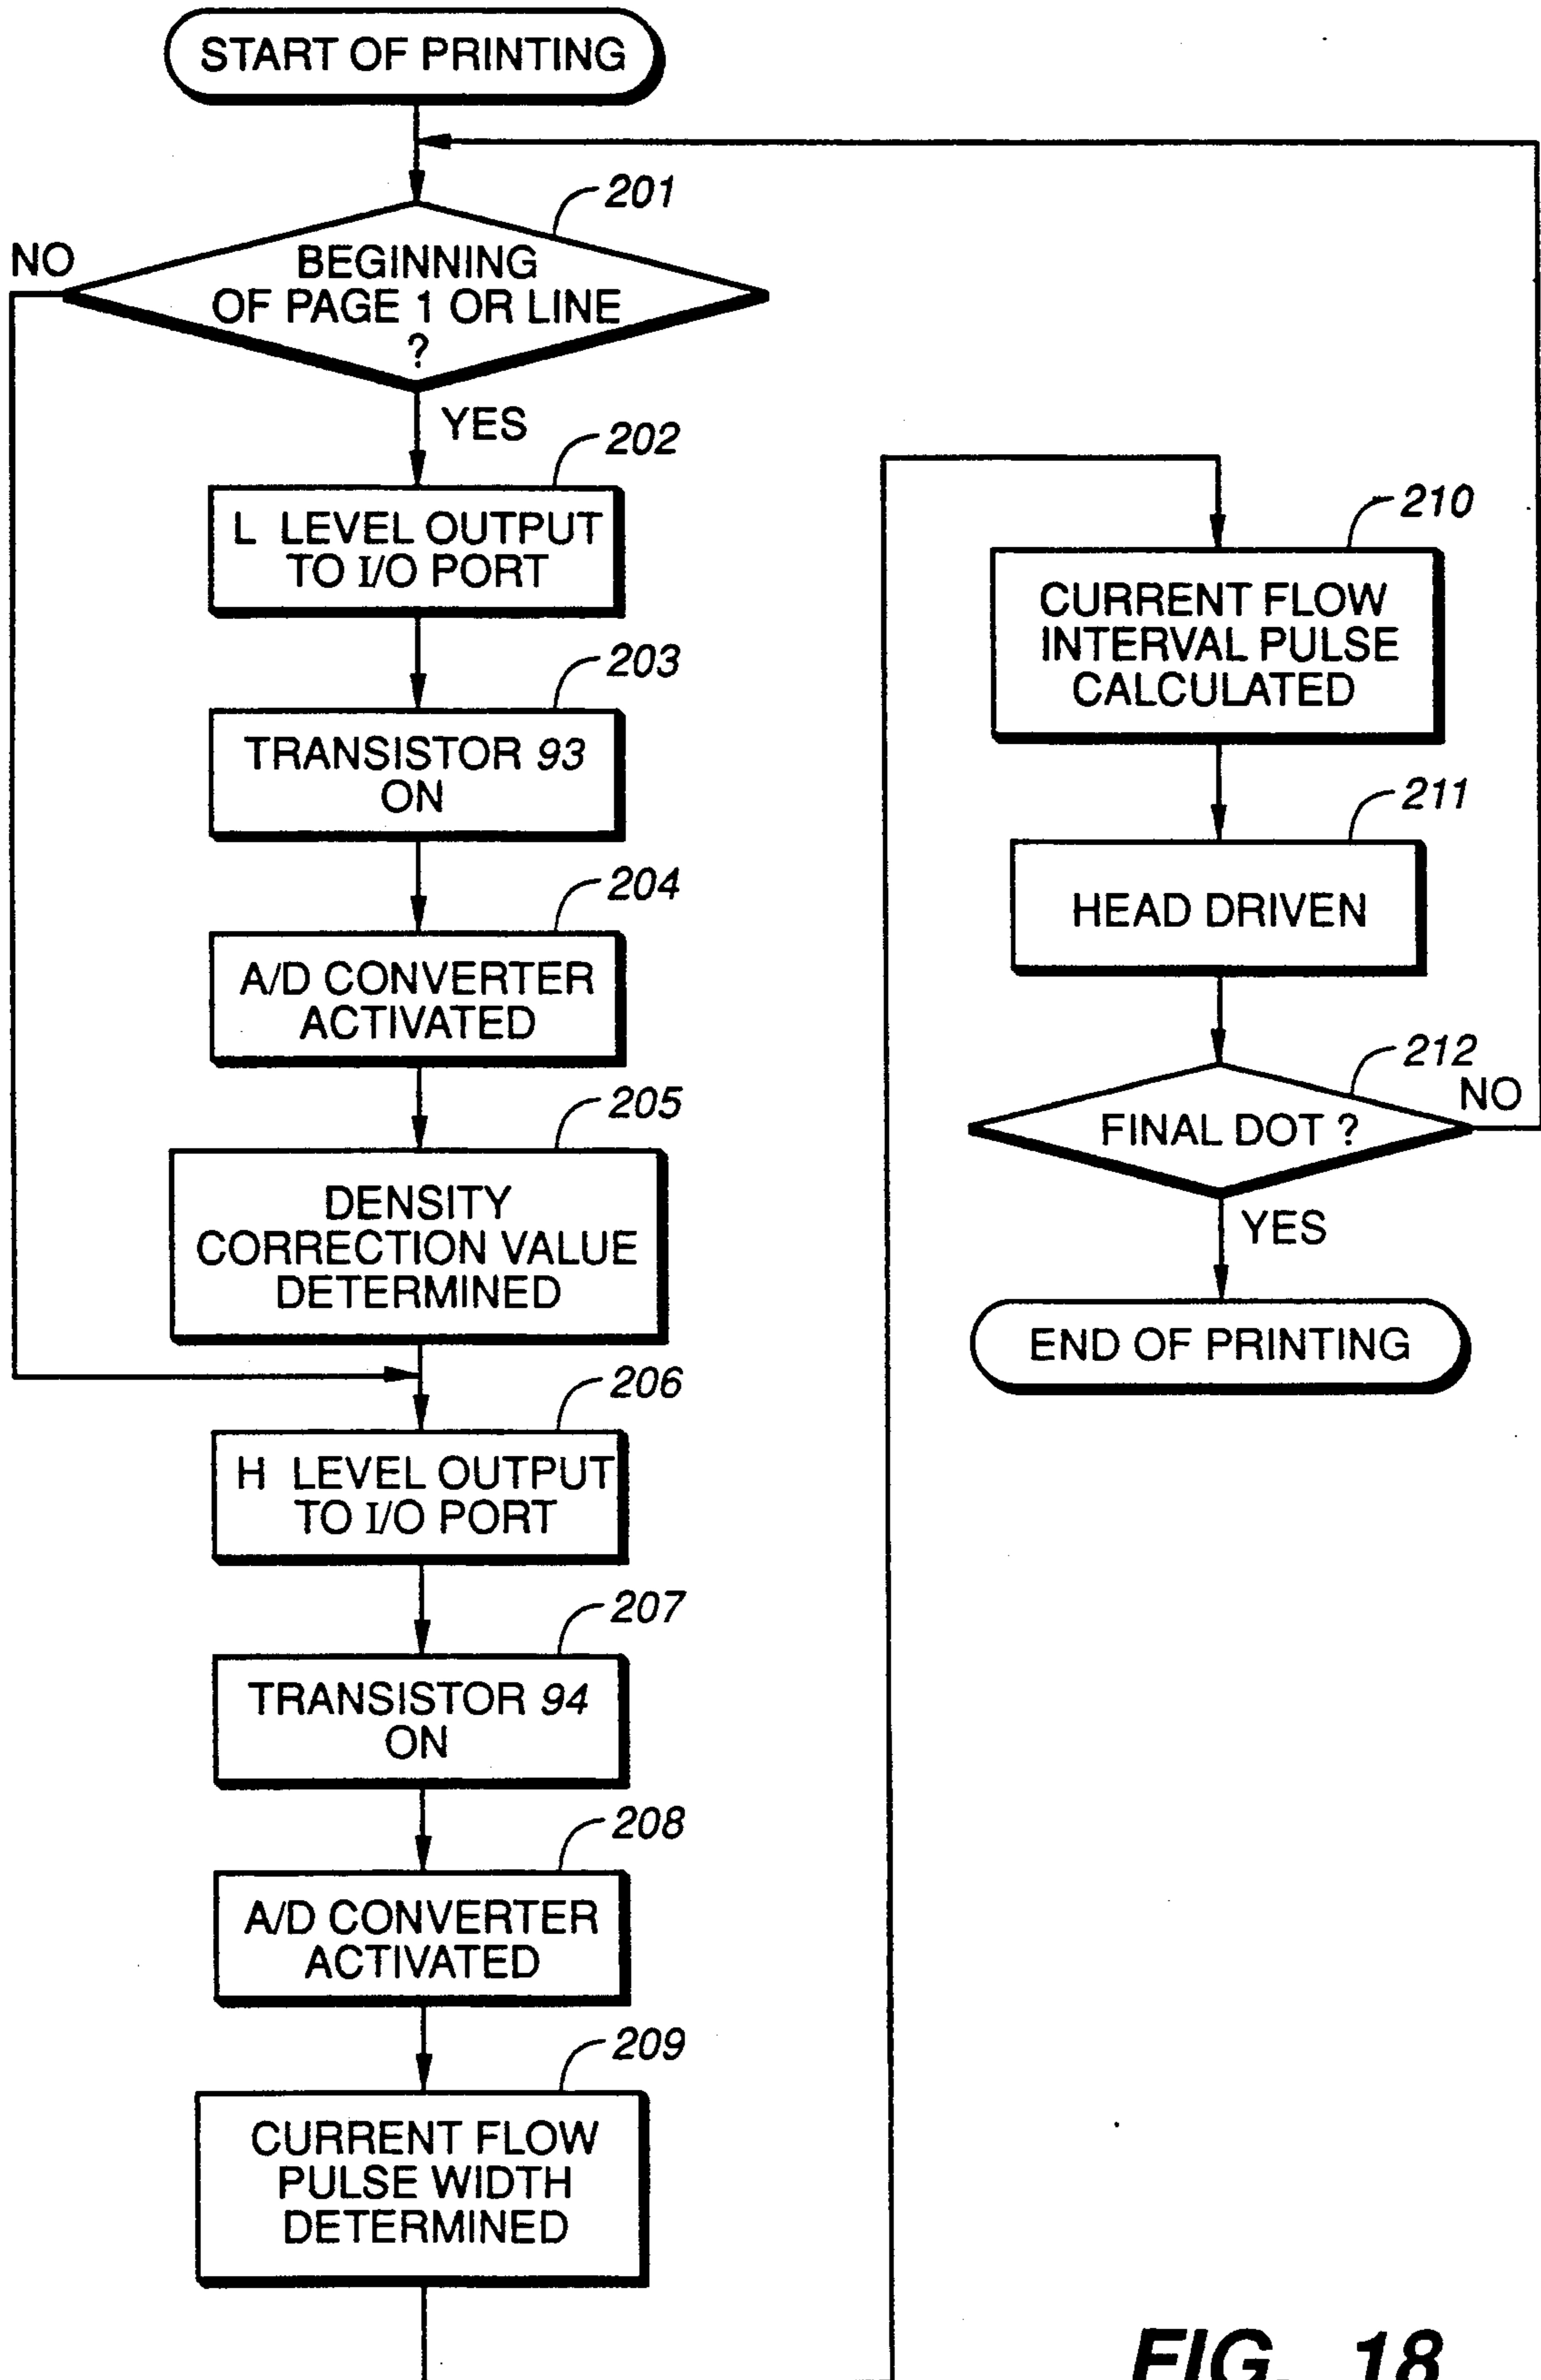 START OF PRINTING
201
NO
BEGINNING
OF PAGE 1 OR LINE
?
YES
202
L LEVEL OUTPUT
TO I/O PORT
203
TRANSISTOR 93
ON
204
A/D CONVERTER
ACTIVATED
205
DENSITY
CORRECTION VALUE
DETERMINED
206
H LEVEL OUTPUT
TO I/O PORT
207
TRANSISTOR 94
ON
208
A/D CONVERTER
ACTIVATED
209
CURRENT FLOW
PULSE WIDTH
DETERMINED
210
CURRENT FLOW
INTERVAL PULSE
CALCULATED
211
HEAD DRIVEN
212
NO
FINAL DOT ?
YES
END OF PRINTING
FIG. 18